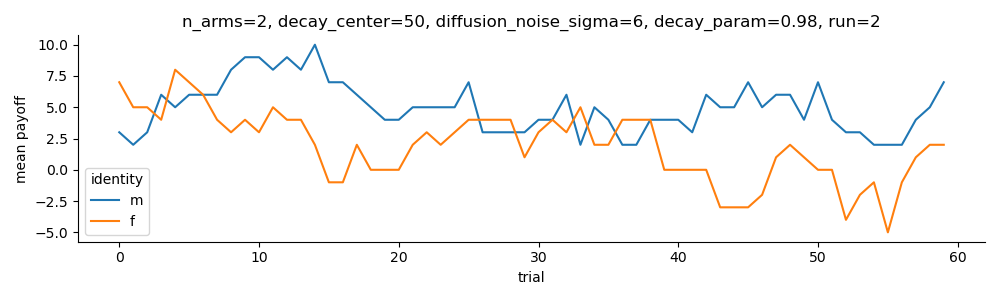 n_arms=2, decay_center=50, diffusion_noise_sigma=6, decay_param=0.98, run=2
mean payoff
10.0
7.5
5.0
2.5
0.0
−2.5
−5.0
identity
m
f
0 10 20 30 40 50 60
trial